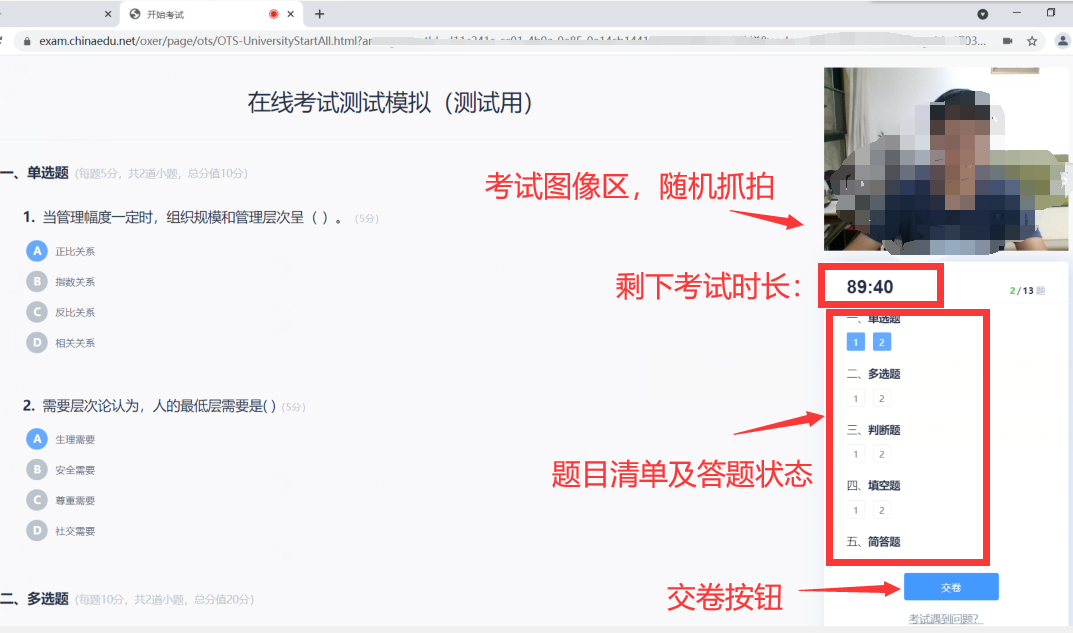 开始考试
exam.chinaedu.net/oxer/page/ots/OTS-UniversityStartAll.html?
在线考试测试模拟（测试用）
一、单选题 (每题5分，共2道小题，总分值10分)
1. 当管理幅度一定时，组织规模和管理层次呈（ ）。 (5分)
A 正比关系
B 指数关系
C 反比关系
D 相关关系
2. 需要层次论认为，人的最低层需要是( ) (5分)
A 生理需要
B 安全需要
C 尊重需要
D 社交需要
二、多选题 (每题10分，共2道小题，总分值20分)
考试图像区，随机抓拍
剩下考试时长：
89:40
2/13 题
一、单选题
1 2
二、多选题
1 2
三、判断题
1 2
四、填空题
1 2
五、简答题
题目清单及答题状态
交卷按钮
交卷
考试遇到问题?